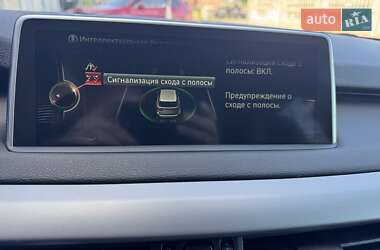 auto RIA
Интеллектуальная
Сигнализация схода с
полосы: ВКЛ.
Сигнализация схода с полосы
Предупреждение о
сходе с полосы.